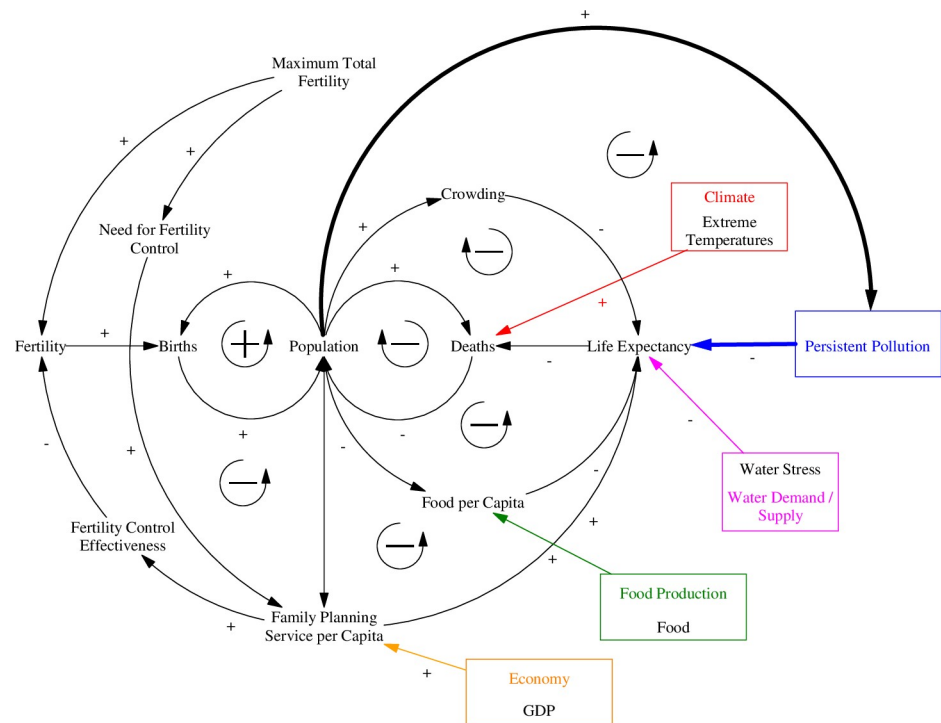 +
Maximum Total
Fertility
+
+
Crowding
Climate
Extreme
Temperatures
Need for Fertility
Control
+
-
+
+
+
+
Fertility
Births
+
Population
—
Deaths
-
Life Expectancy
-
Persistent Pollution
-
+
+
-
-
-
-
Water Stress
Water Demand /
Supply
Food per Capita
Fertility Control
Effectiveness
+
+
Food Production
Food
+
Family Planning
Service per Capita
+
Economy
GDP